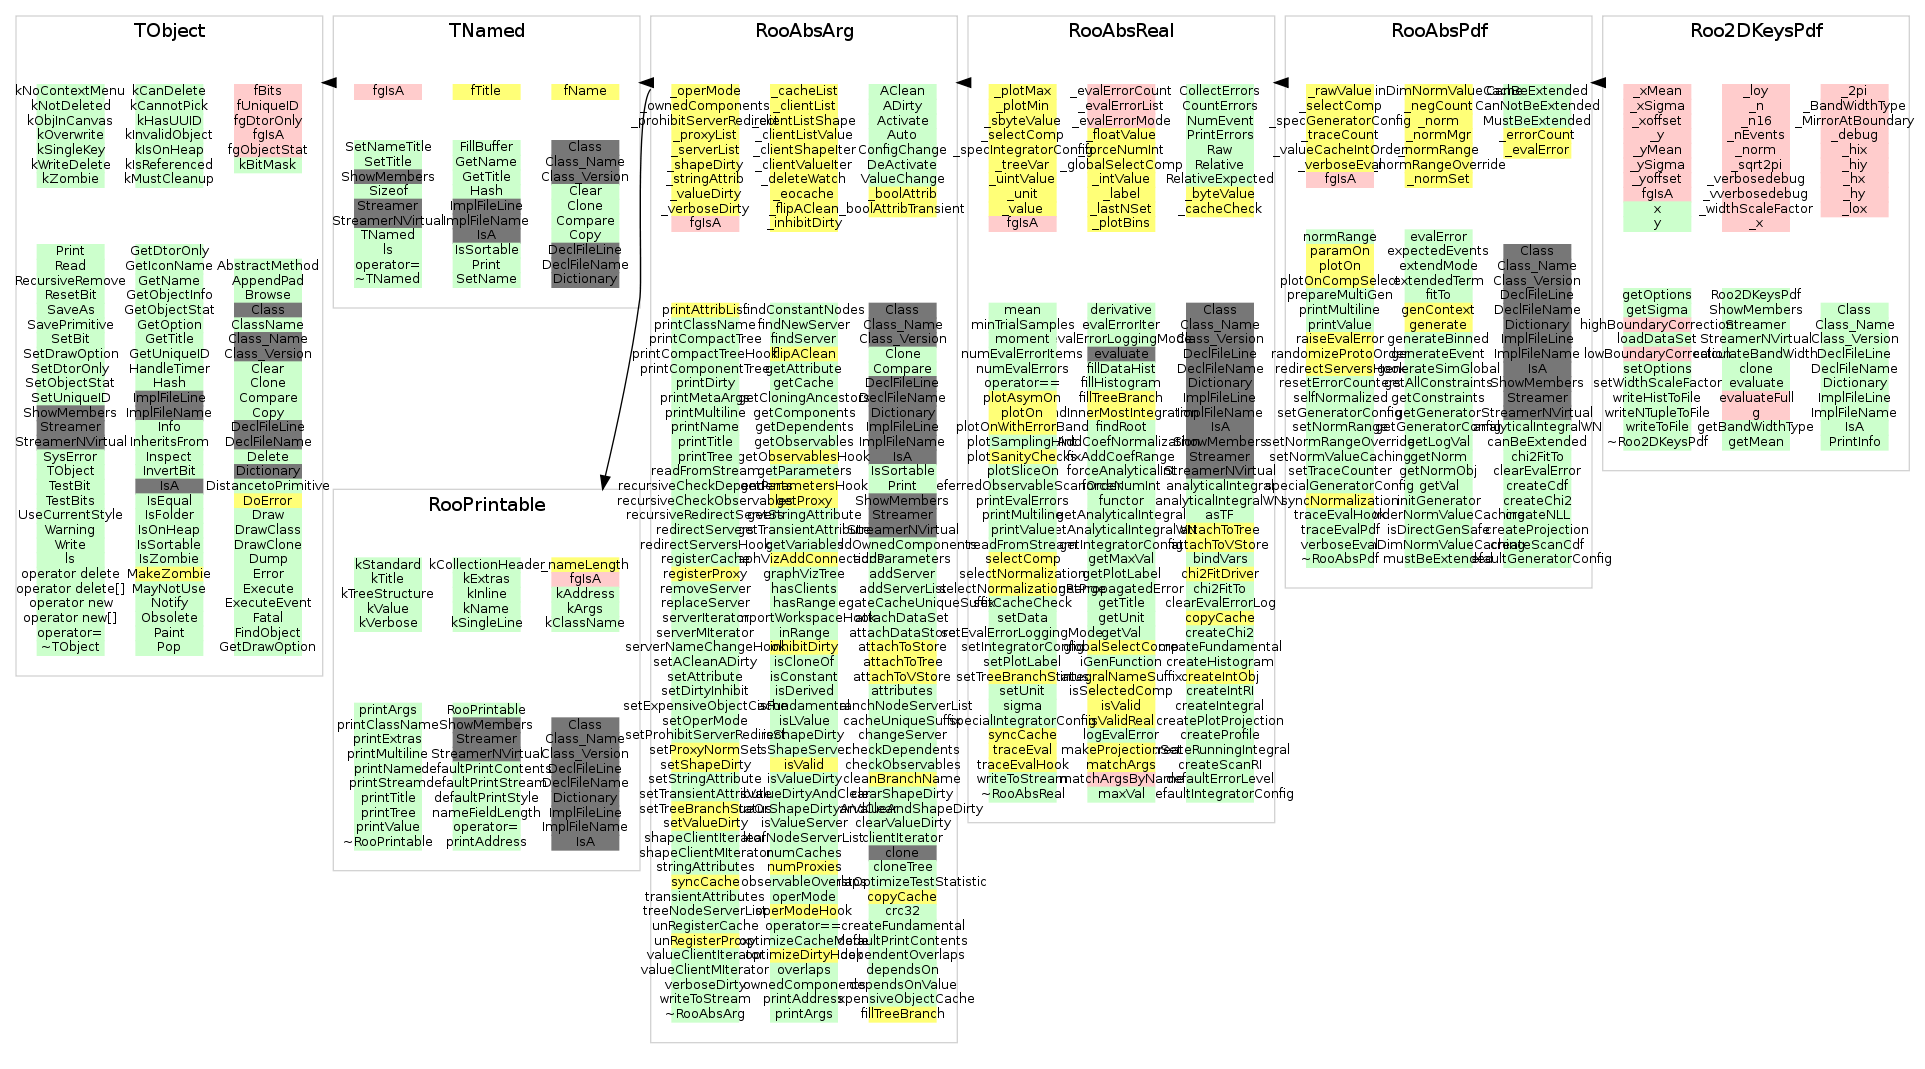 TObject
kNoContextMenu
kNotDeleted
kObjInCanvas
kOverwrite
kSingleKey
kWriteDelete
kZombie
kCanDelete
kCannotPick
kHasUUID
kInvalidObject
kIsOnHeap
kIsReferenced
kMustCleanup
fBits
fUniqueID
fgDtorOnly
fgIsA
fgObjectStat
kBitMask
Print
Read
RecursiveRemove
ResetBit
SaveAs
SavePrimitive
SetBit
SetDrawOption
SetDtorOnly
SetObjectStat
SetUniqueID
ShowMembers
Streamer
StreamerNVirtual
SysError
TObject
TestBit
TestBits
UseCurrentStyle
Warning
Write
ls
operator delete
operator delete[]
operator new
operator new[]
operator=
~TObject
GetDtorOnly
GetIconName
GetName
GetObjectInfo
GetObjectStat
GetOption
GetTitle
GetUniqueID
HandleTimer
Hash
ImplFileLine
ImplFileName
Info
InheritsFrom
Inspect
InvertBit
IsA
IsEqual
IsFolder
IsOnHeap
IsSortable
IsZombie
MakeZombie
MayNotUse
Notify
Obsolete
Paint
Pop
AbstractMethod
AppendPad
Browse
Class
ClassName
Class_Name
Class_Version
Clear
Clone
Compare
Copy
DeclFileLine
DeclFileName
Delete
Dictionary
DistancetoPrimitive
DoError
Draw
DrawClass
DrawClone
Dump
Error
Execute
ExecuteEvent
Fatal
FindObject
GetDrawOption
TNamed
fgIsA
fTitle
fName
SetNameTitle
SetTitle
ShowMembers
Sizeof
Streamer
StreamerNVirtual
TNamed
ls
operator=
~TNamed
FillBuffer
GetName
GetTitle
Hash
ImplFileLine
ImplFileName
IsA
IsSortable
Print
SetName
Class
Class_Name
Class_Version
Clear
Clone
Compare
Copy
DeclFileLine
DeclFileName
Dictionary
RooPrintable
kStandard
kTitle
kTreeStructure
kValue
kVerbose
kCollectionHeader
kExtras
kInline
kName
kSingleLine
_nameLength
fgIsA
kAddress
kArgs
kClassName
printArgs
printClassName
printExtras
printMultiline
printName
printStream
printTitle
printTree
printValue
~RooPrintable
RooPrintable
ShowMembers
Streamer
StreamerNVirtual
defaultPrintContents
defaultPrintStream
defaultPrintStyle
nameFieldLength
operator=
printAddress
Class
Class_Name
Class_Version
DeclFileLine
DeclFileName
Dictionary
ImplFileLine
ImplFileName
IsA
RooAbsArg
_operMode
_ownedComponents
_prohibitServerRedirect
_proxyList
_serverList
_shapeDirty
_stringAttrib
_valueDirty
_verboseDirty
fgIsA
_cacheList
_clientList
_clientListValue
_clientShapeIter
_clientValueIter
_deleteWatch
_eocache
_flipAClean
_inhibitDirty
AClean
ADirty
Activate
Auto
ConfigChange
DeActivate
ValueChange
_boolAttrib
_boolAttribTransient
printAttribList
printClassName
printCompactTree
printCompactTreeHook
printComponentTree
printDirty
printMetaArgs
printMultiline
printName
printTitle
printTree
readFromStream
recursiveCheckDependents
recursiveCheckObservables
recursiveRedirectServers
redirectServers
redirectServersHook
registerCache
registerProxy
removeServer
replaceServer
serverIterator
serverMIterator
serverNameChangeHook
setACleanADirty
setAttribute
setDirtyInhibit
setExpensiveObjectCache
setOperMode
setProhibitServerRedirect
setProxyNormSet
setShapeDirty
setStringAttribute
setTransientAttribute
setTreeBranchStatus
setValueDirty
shapeClientIterator
shapeClientMIterator
stringAttributes
syncCache
transientAttributes
treeNodeServerList
unRegisterCache
unRegisterProxy
valueClientIterator
valueClientMIterator
verboseDirty
writeToStream
~RooAbsArg
findConstantNodes
findNewServer
findServer
flipAClean
getAttribute
getCache
getCloningAncestors
getComponents
getDependents
getObservables
getObservablesHook
getParameters
getParametersHook
getProxy
getStringAttribute
getTransientAttribute
getVariables
graphVizAddConnections
graphVizTree
hasClients
hasRange
importWorkspaceHook
inRange
inhibitDirty
isCloneOf
isConstant
isDerived
isFundamental
isLValue
isShapeDirty
isShapeServer
isValid
isValueDirty
isValueDirtyAndClear
isValueServer
leafNodeServerList
numCaches
numProxies
observableOverlaps
operMode
operModeHook
operator==
optimizeCacheMode
optimizeDirtyHook
overlaps
ownedComponents
printAddress
printArgs
Class
Class_Name
Class_Version
Clone
Compare
DeclFileLine
DeclFileName
Dictionary
ImplFileLine
ImplFileName
IsA
IsSortable
Print
ShowMembers
Streamer
StreamerNVirtual
addOwnedComponents
addParameters
addServer
addServerList
attachDataSet
attachDataStore
attachToStore
attachToTree
attachToVStore
attributes
branchNodeServerList
cacheUniqueSuffix
changeServer
checkDependents
checkObservables
cleanBranchName
clearShapeDirty
clearValueDirty
clientIterator
clone
cloneTree
copyCache
crc32
createFundamental
defaultPrintContents
dependentOverlaps
dependsOn
dependsOnValue
expensiveObjectCache
fillTreeBranch
RooAbsReal
_plotMax
_plotMin
_sbyteValue
_selectComp
_specIntegratorConfig
_treeVar
_uintValue
_unit
_value
fgIsA
_evalErrorCount
_evalErrorList
_evalErrorMode
_floatValue
_forceNumInt
_globalSelectComp
_intValue
_label
_lastNSet
_plotBins
CollectErrors
CountErrors
NumEvent
PrintErrors
Raw
Relative
RelativeExpected
_byteValue
_cacheCheck
mean
minTrialSamples
moment
numEvalErrorItems
numEvalErrors
operator==
plotAsymOn
plotOn
plotOnWithErrorBand
plotSamplingHint
plotSanityChecks
plotSliceOn
preferredObservableScanOrder
printEvalErrors
printMultiline
printValue
readFromStream
selectComp
selectNormalization
selectNormalizationRange
setCacheCheck
setData
setEvalErrorLoggingMode
setIntegratorConfig
setPlotLabel
setTreeBranchStatus
setUnit
sigma
specialIntegratorConfig
syncCache
traceEval
traceEvalHook
writeToStream
~RooAbsReal
derivative
evalErrorIter
evalErrorLoggingMode
evaluate
fillDataHist
fillHistogram
fillTreeBranch
findInnerMostIntegration
findRoot
fixAddCoefNormalization
fixAddCoefRange
forceAnalyticalInt
forceNumInt
functor
getAnalyticalIntegral
getAnalyticalIntegralWN
getIntegratorConfig
getMaxVal
getPlotLabel
getPropagatedError
getTitle
getUnit
getVal
globalSelectComp
iGenFunction
integralNameSuffix
isSelectedComp
isValid
isValidReal
logEvalError
makeProjectionSet
matchArgs
matchArgsByName
maxVal
Class
Class_Name
Class_Version
DeclFileLine
DeclFileName
Dictionary
ImplFileLine
ImplFileName
IsA
ShowMembers
Streamer
StreamerNVirtual
analyticalIntegral
analyticalIntegralWN
asTF
attachToTree
attachToVStore
bindVars
chi2FitDriver
chi2FitTo
clearEvalErrorLog
copyCache
createChi2
createFundamental
createHistogram
createIntObj
createIntRI
createIntegral
createPlotProjection
createProfile
createRunningIntegral
createScanRI
defaultErrorLevel
defaultIntegratorConfig
RooAbsPdf
_rawValue
_selectComp
_specGeneratorConfig
_traceCount
_valueCacheIntOrder
_verboseEval
fgIsA
_negCount
_norm
_normMgr
_normRange
_normRangeOverride
_normSet
CanBeExtended
CanNotBeExtended
MustBeExtended
_errorCount
_evalError
normRange
paramOn
plotOn
plotOnCompSelect
prepareMultiGen
printMultiline
printValue
raiseEvalError
randomizeProtoOrder
redirectServersHook
resetErrorCounters
selfNormalized
setGeneratorConfig
setNormRange
setNormRangeOverride
setNormValueCaching
setTraceCounter
specialGeneratorConfig
syncNormalization
traceEvalHook
traceEvalPdf
verboseEval
~RooAbsPdf
evalError
expectedEvents
extendMode
extendedTerm
fitTo
genContext
generate
generateBinned
generateEvent
generateSimGlobal
getAllConstraints
getConstraints
getGenerator
getGeneratorConfig
getLogVal
getNorm
getNormObj
getVal
initGenerator
isDirectGenSafe
mustBeExtended
Class
Class_Name
Class_Version
DeclFileLine
DeclFileName
Dictionary
ImplFileLine
ImplFileName
IsA
ShowMembers
Streamer
StreamerNVirtual
analyticalIntegralWN
canBeExtended
chi2FitTo
clearEvalError
createCdf
createChi2
createNLL
createProjection
createScanCdf
defaultGeneratorConfig
Roo2DKeysPdf
_xMean
_xSigma
_xoffset
_y
_yMean
_ySigma
_yoffset
fgIsA
x
y
_loy
_n
_n16
_nEvents
_norm
_sqrt2pi
_verbosedebug
_vverbosedebug
_widthScaleFactor
_x
_2pi
_BandWidthType
_MirrorAtBoundary
_debug
_hix
_hiy
_hx
_hy
_lox
getOptions
getSigma
highBoundaryCorrection
loadDataSet
lowBoundaryCorrection
setOptions
setWidthScaleFactor
writeHistToFile
writeNTupleToFile
writeToFile
~Roo2DKeysPdf
Roo2DKeysPdf
ShowMembers
Streamer
StreamerNVirtual
calculateBandWidth
clone
evaluate
evaluateFull
g
getBandWidthType
getMean
Class
Class_Name
Class_Version
DeclFileLine
DeclFileName
Dictionary
ImplFileLine
ImplFileName
IsA
PrintInfo